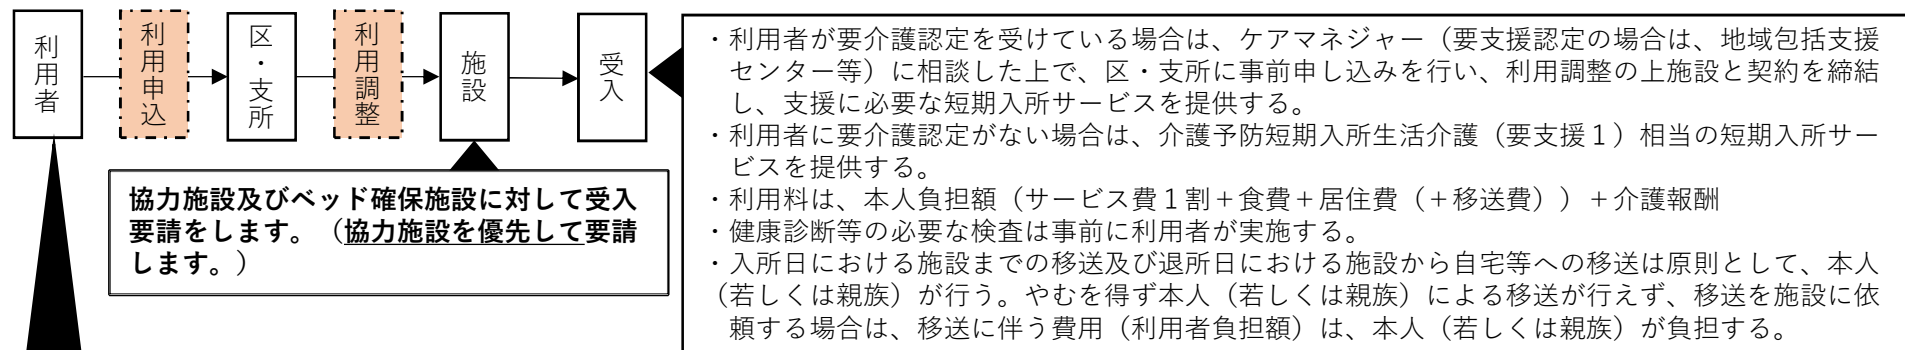 利用者
利用申込
区・支所
利用調整
施設
受入
協力施設及びベッド確保施設に対して受入
要請をします。（協力施設を優先して要請
します。）
・利用者が要介護認定を受けている場合は、ケアマネジャー（要支援認定の場合は、地域包括支援
センター等）に相談した上で、区・支所に事前申し込みを行い、利用調整の上施設と契約を締結
し、支援に必要な短期入所サービスを提供する。
・利用者に要介護認定がない場合は、介護予防短期入所生活介護（要支援１）相当の短期入所サー
ビスを提供する。
・利用料は、本人負担額（サービス費１割＋食費＋居住費（＋移送費））＋介護報酬
・健康診断等の必要な検査は事前に利用者が実施する。
・入所日における施設までの移送及び退所日における施設から自宅等への移送は原則として、本人
（若しくは親族）が行う。やむを得ず本人（若しくは親族）による移送が行えず、移送を施設に依
頼する場合は、移送に伴う費用（利用者負担額）は、本人（若しくは親族）が負担する。